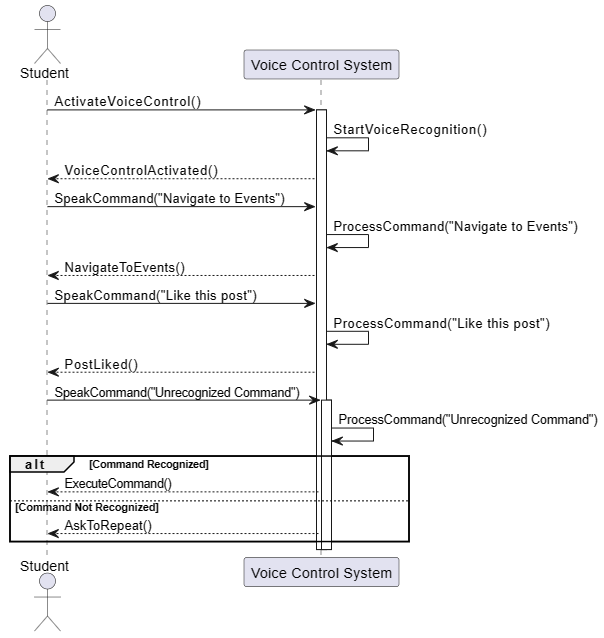 Student
Voice Control System
ActivateVoiceControl()
StartVoiceRecognition()
VoiceControlActivated()
SpeakCommand("Navigate to Events")
ProcessCommand("Navigate to Events")
NavigateToEvents()
SpeakCommand("Like this post")
ProcessCommand("Like this post")
PostLiked()
SpeakCommand("Unrecognized Command")
ProcessCommand("Unrecognized Command")
alt [Command Recognized]
ExecuteCommand()
[Command Not Recognized]
AskToRepeat()
Student
Voice Control System